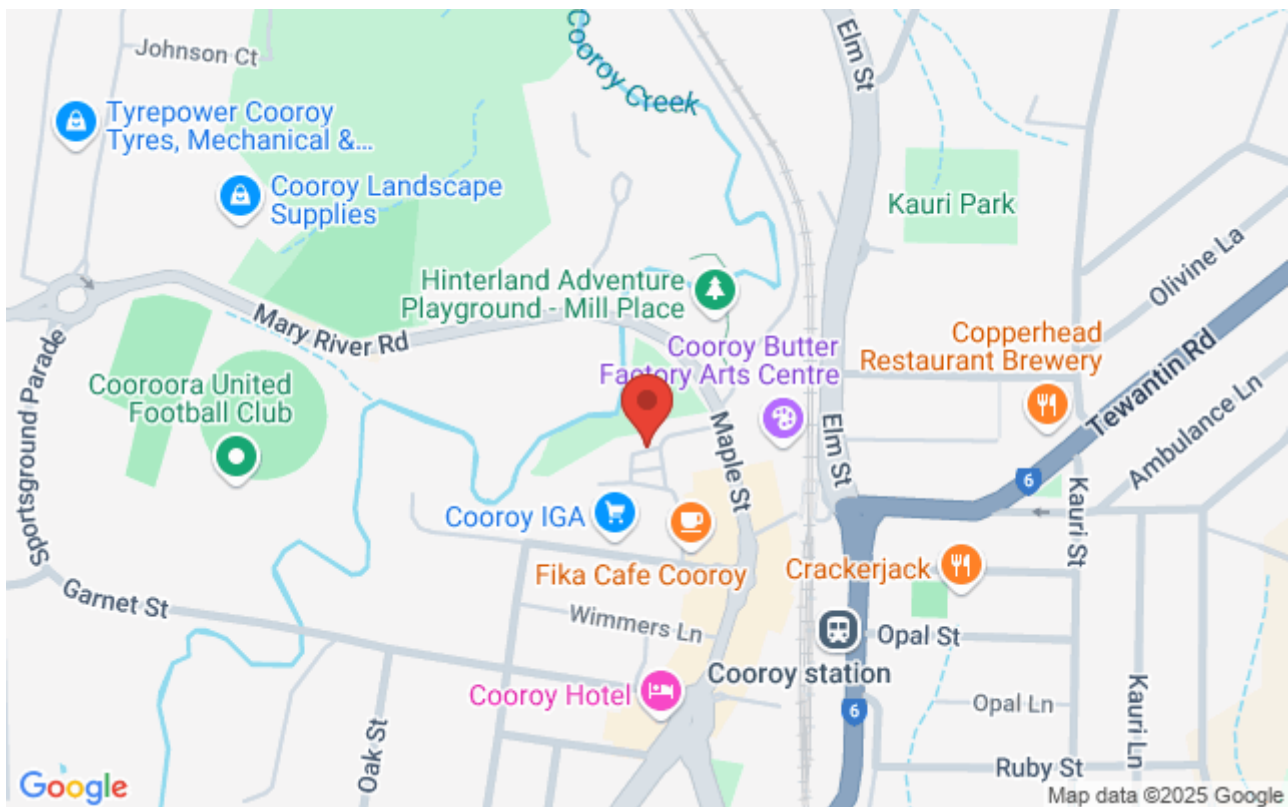 Johnson Ct
Cooroy Creek
Elm St
Tyrepower Cooroy
Tyres, Mechanical &...
Cooroy Landscape
Supplies
Kauri Park
Olivine La
Hinterland Adventure
Playground - Mill Place
Mary River Rd
Cooroy Butter
Factory Arts Centre
Copperhead
Restaurant Brewery
Tewantin Rd
Sportsground Parade
Cooroora United
Football Club
Maple St
Elm St
Ambulance Ln
6
Kauri St
Cooroy IGA
Fika Cafe Cooroy
Crackerjack
Garnet St
Wimmers Ln
Opal St
Cooroy station
Cooroy Hotel
6
Opal Ln
Kauri Ln
Oak St
Ruby St
Google
Map data ©2025 Google